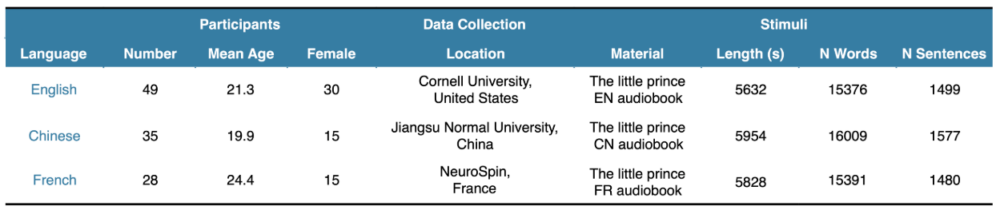 Participants Data Collection Stimuli
Language Number Mean Age Female Location Material Length (s) N Words N Sentences
English 49 21.3 30 Cornell University, United States The little prince EN audiobook 5632 15376 1499
Chinese 35 19.9 15 Jiangsu Normal University, China The little prince CN audiobook 5954 16009 1577
French 28 24.4 15 NeuroSpin, France The little prince FR audiobook 5828 15391 1480